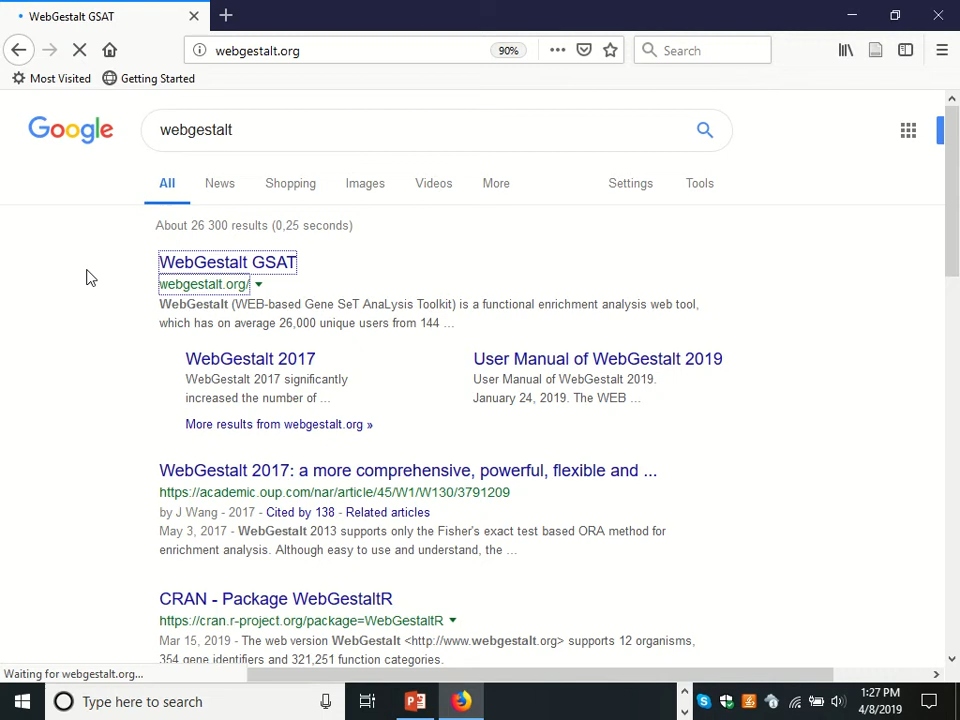 WebGestalt GSAT
webgestalt.org
90%
Search
Most Visited
Getting Started
Google
webgestalt
All
News
Shopping
Images
Videos
More
Settings
Tools
About 26 300 results (0,25 seconds)
WebGestalt GSAT
webgestalt.org/
WebGestalt (WEB-based Gene SeT AnaLysis Toolkit) is a functional enrichment analysis web tool,
which has on average 26,000 unique users from 144 ...
WebGestalt 2017
WebGestalt 2017 significantly
increased the number of ...
User Manual of WebGestalt 2019
User Manual of WebGestalt 2019.
January 24, 2019. The WEB ...
More results from webgestalt.org »
WebGestalt 2017: a more comprehensive, powerful, flexible and ...
https://academic.oup.com/nar/article/45/W1/W130/3791209
by J Wang - 2017 - Cited by 138 - Related articles
May 3, 2017 - WebGestalt 2013 supports only the Fisher's exact test based ORA method for
enrichment analysis. Although easy to use and understand, the ...
CRAN - Package WebGestaltR
https://cran.r-project.org/package=WebGestaltR
Mar 15, 2019 - The web version WebGestalt <http://www.webgestalt.org> supports 12 organisms,
354 gene identifiers and 321,251 function categories.
Waiting for webgestalt.org...
Type here to search
1:27 PM
4/8/2019